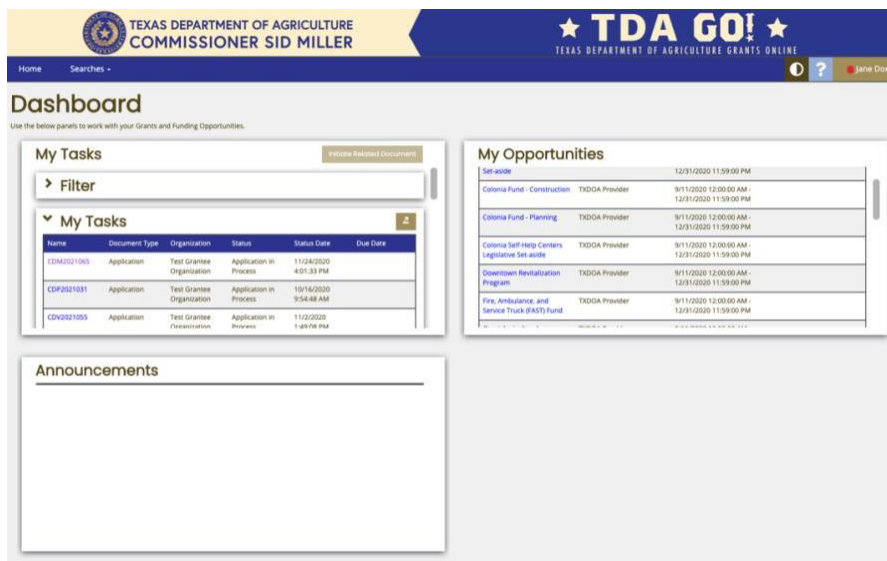 TEXAS DEPARTMENT OF AGRICULTURE
COMMISSIONER SID MILLER
TDA GO!
TEXAS DEPARTMENT OF AGRICULTURE GRANTS ONLINE
Home Searches
? Jane Doe
Dashboard
Use the below panels to work with your Grants and Funding Opportunities.
My Tasks
Initiate Related Document
Filter
My Tasks
Name Document Type Organization Status Status Date Due Date
CDM2021065 Application Test Grantee Application in 11/24/2020
Organization Process 4:01:33 PM
CDP2021031 Application Test Grantee Application in 10/16/2020
Organization Process 9:54:48 AM
CDV2021055 Application Test Grantee Application in 11/2/2020
Organization Process 1:49:08 PM
My Opportunities
Set-aside 12/31/2020 11:59:00 PM
Colonia Fund - Construction TXDOA Provider 9/11/2020 12:00:00 AM -
12/31/2020 11:59:00 PM
Colonia Fund - Planning TXDOA Provider 9/11/2020 12:00:00 AM -
12/31/2020 11:59:00 PM
Colonia Self-Help Centers TXDOA Provider 9/11/2020 12:00:00 AM -
Legislative Set-aside 12/31/2020 11:59:00 PM
Downtown Revitalization TXDOA Provider 9/11/2020 12:00:00 AM -
Program 12/31/2020 11:59:00 PM
Fire, Ambulance, and TXDOA Provider 9/11/2020 12:00:00 AM -
Service Truck (FAST) Fund 12/31/2020 11:59:00 PM
Announcements